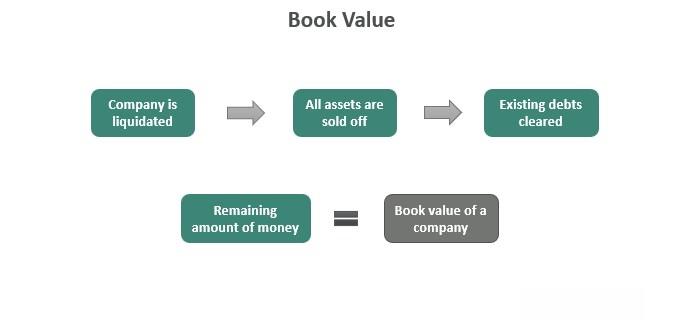 Book Value
Company is
liquidated
All assets are
sold off
Existing debts
cleared
Remaining
amount of money
=
Book value of a
company